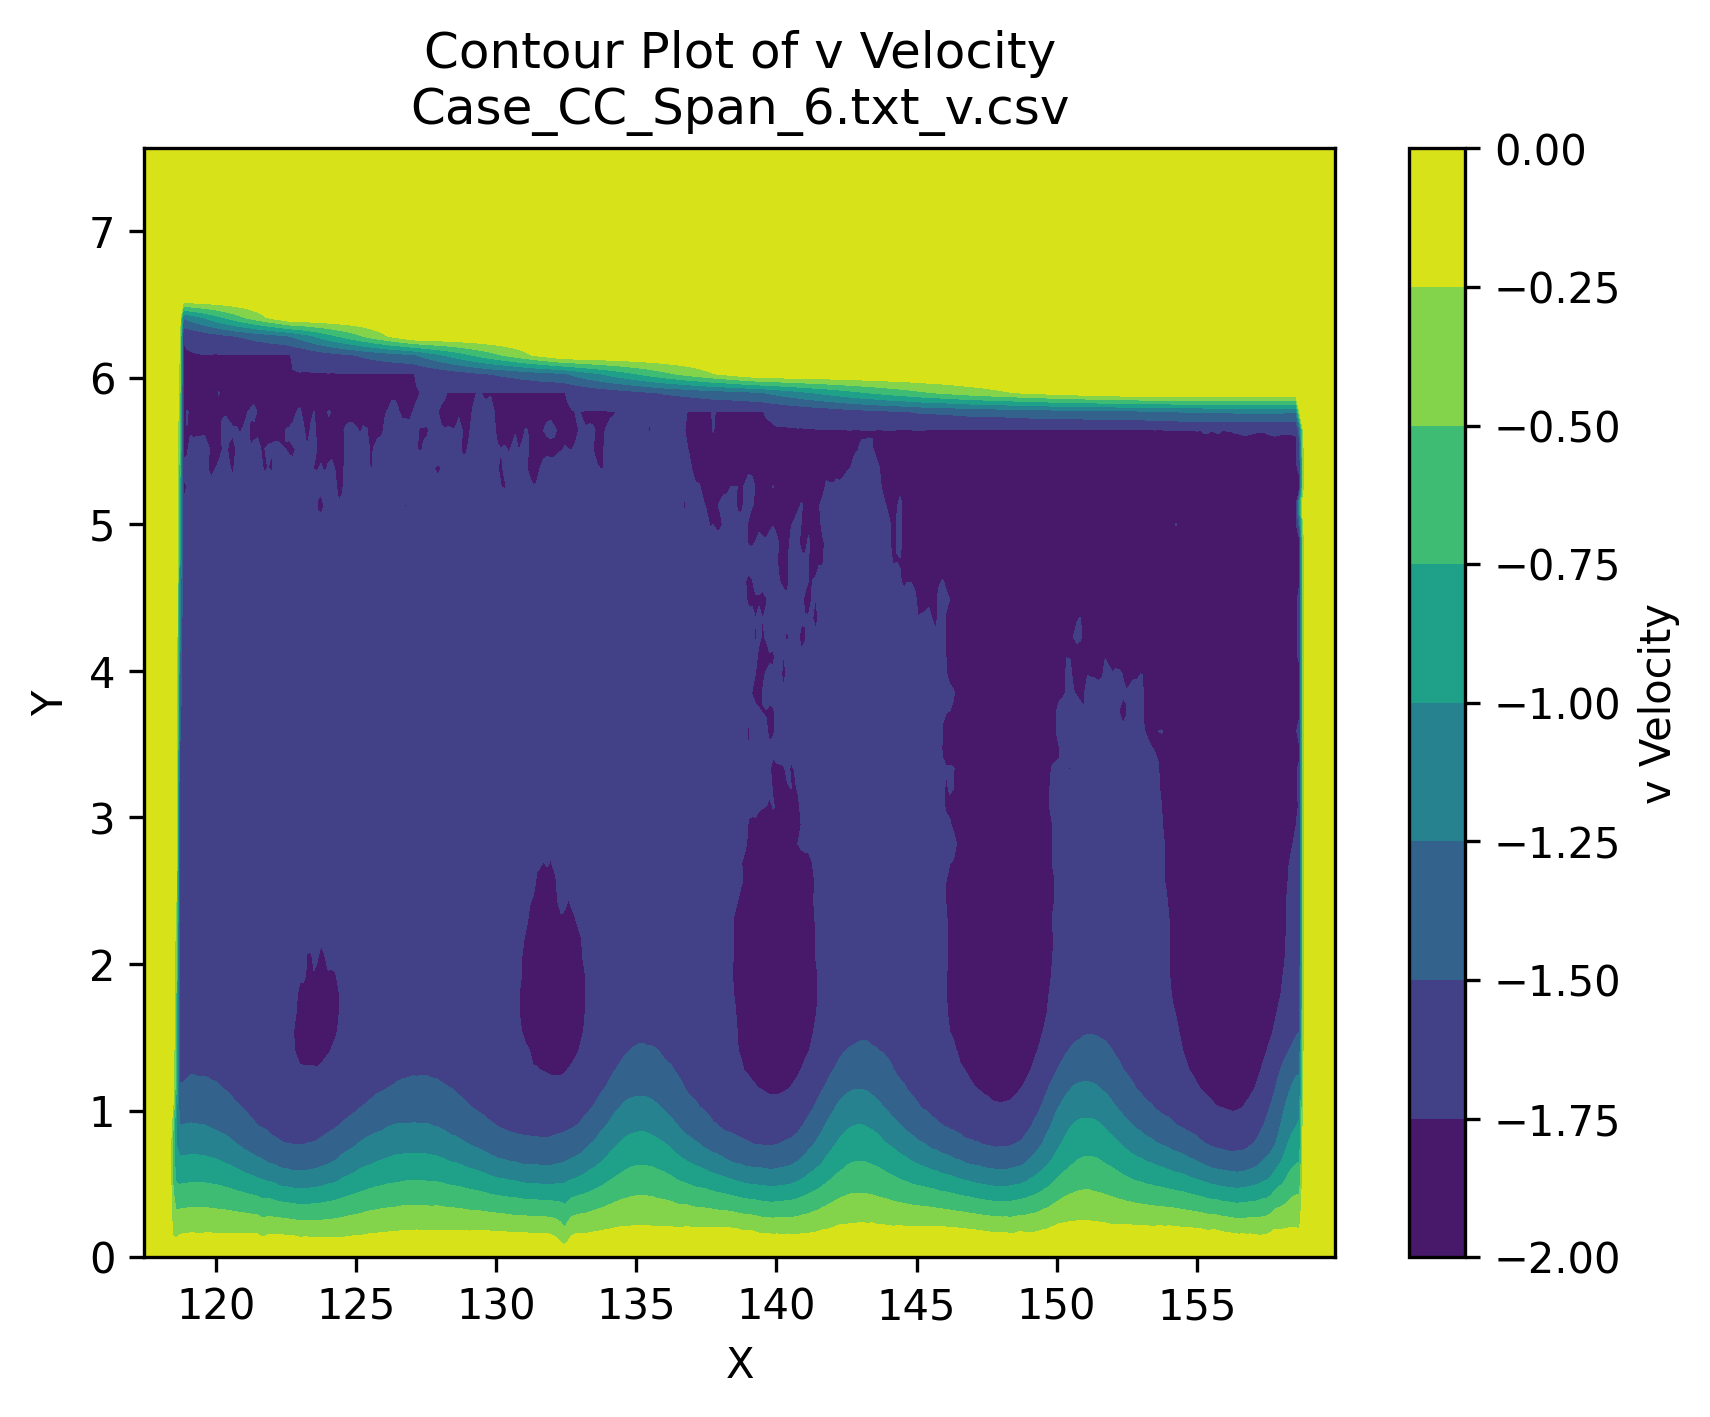 Contour Plot of v Velocity
Case_CC_Span_6.txt_v.csv
7
6
5
4
3
2
1
0
Y
120 125 130 135 140 145 150 155
X
0.00
−0.25
−0.50
−0.75
−1.00
−1.25
−1.50
−1.75
−2.00
v Velocity